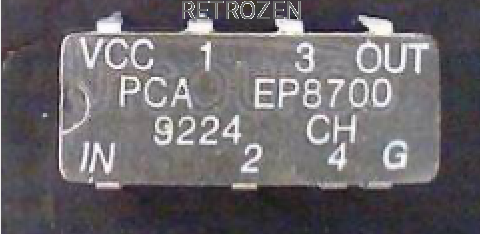 RETROZEN
VCC 1 3 OUT
PCA EP8700
9224 CH
IN 2 4 G